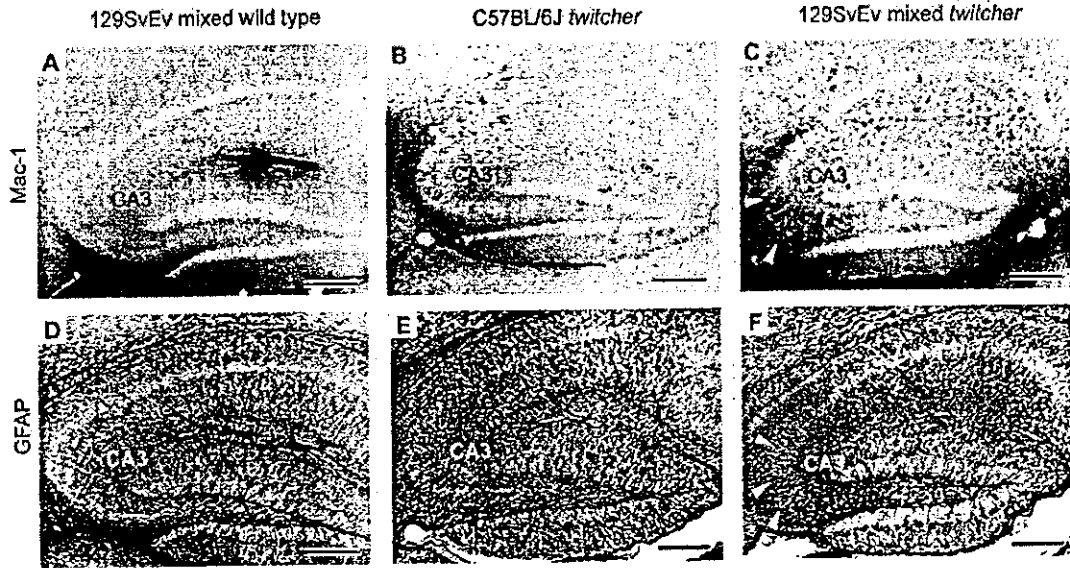 129SvEv mixed wild type
C57BL/6J twitcher
129SvEv mixed twitcher
Mac-1
A
CA3
B
CA3
C
CA3
GFAP
D
CA3
E
CA3
F
CA3